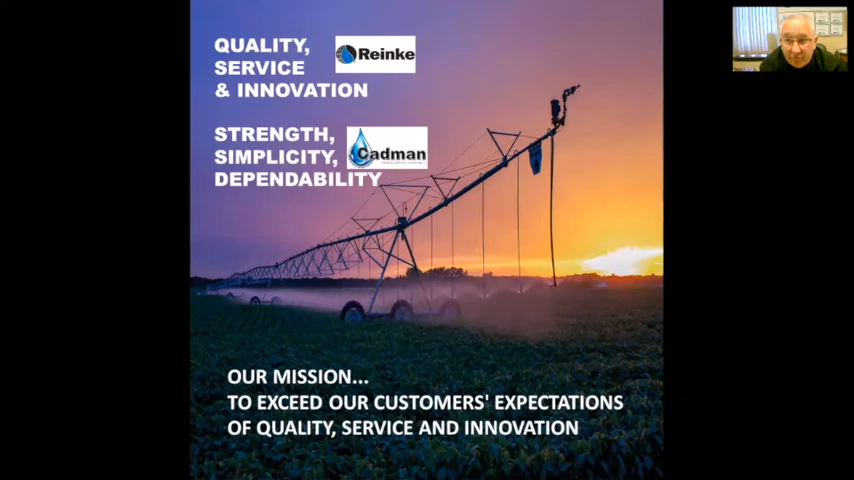 QUALITY,
SERVICE
& INNOVATION
Reinke
STRENGTH,
SIMPLICITY,
DEPENDABILITY
Cadman
OUR MISSION...
TO EXCEED OUR CUSTOMERS' EXPECTATIONS
OF QUALITY, SERVICE AND INNOVATION